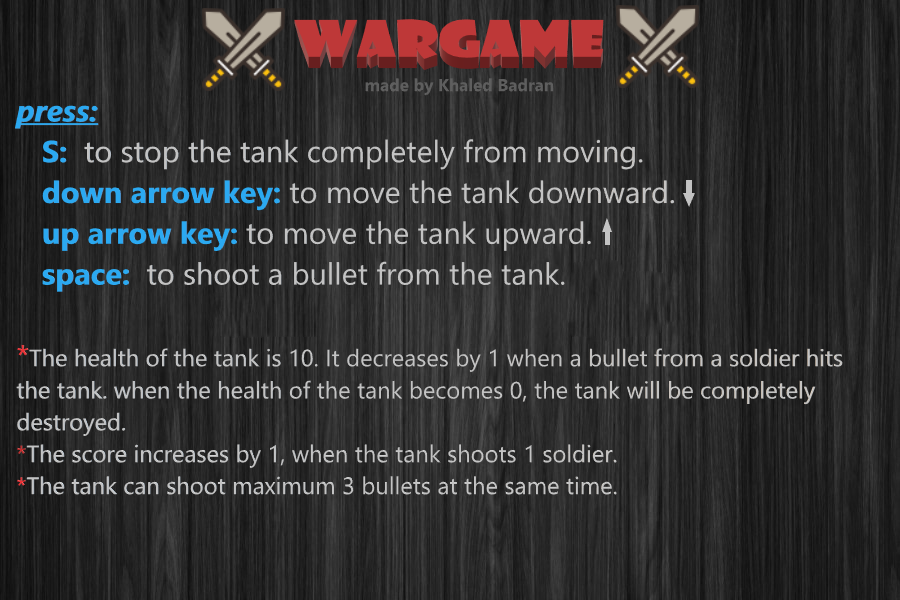 WARGAME
made by Khaled Badran
press:
S: to stop the tank completely from moving.
down arrow key: to move the tank downward.
up arrow key: to move the tank upward.
space: to shoot a bullet from the tank.
*The health of the tank is 10. It decreases by 1 when a bullet from a soldier hits
the tank. when the health of the tank becomes 0, the tank will be completely
destroyed.
*The score increases by 1, when the tank shoots 1 soldier.
*The tank can shoot maximum 3 bullets at the same time.